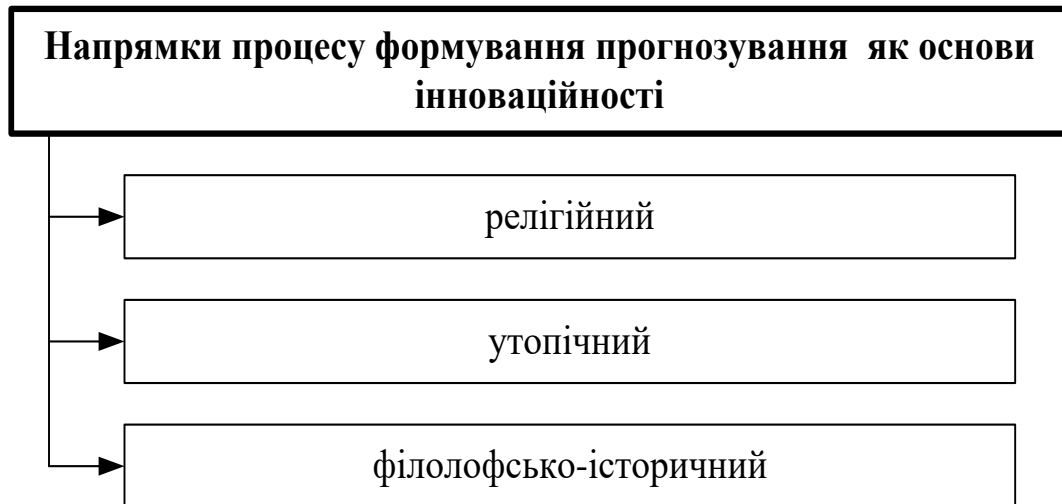 Напрямки процесу формування прогнозування як основи
інноваційності
релігійний
утопічний
філолофсько-історичний